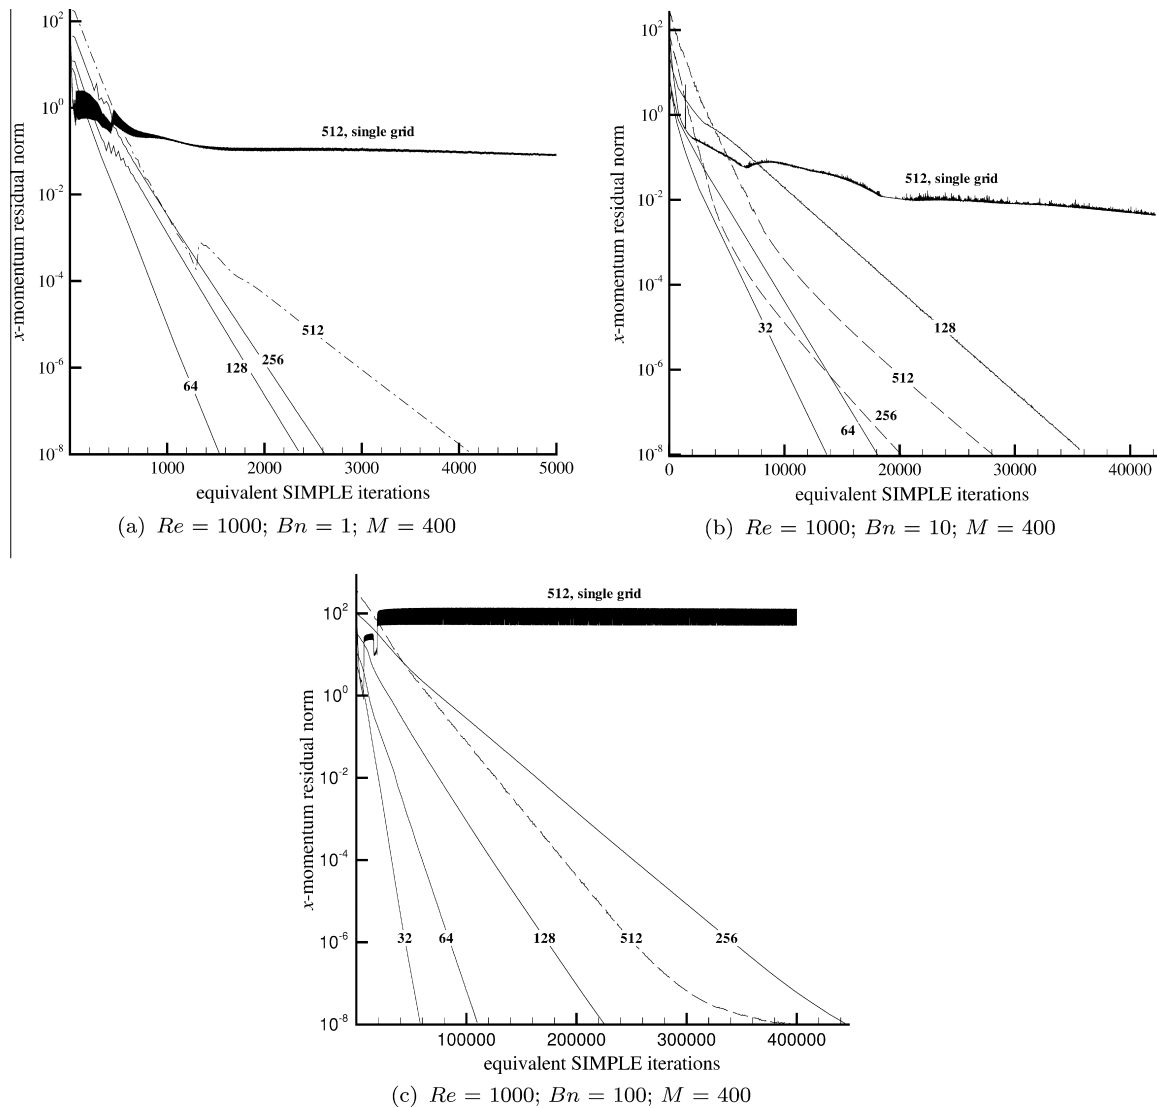 x-momentum residual norm
10^2
10^0
10^-2
10^-4
10^-6
10^-8
512, single grid
512
256
128
64
1000 2000 3000 4000 5000
equivalent SIMPLE iterations
(a) Re = 1000; Bn = 1; M = 400
x-momentum residual norm
10^2
10^0
10^-2
10^-4
10^-6
10^-8
512, single grid
32
128
512
256
64
0 10000 20000 30000 40000
equivalent SIMPLE iterations
(b) Re = 1000; Bn = 10; M = 400
x-momentum residual norm
10^2
10^0
10^-2
10^-4
10^-6
10^-8
512, single grid
32 64 128 512 256
100000 200000 300000 400000
equivalent SIMPLE iterations
(c) Re = 1000; Bn = 100; M = 400